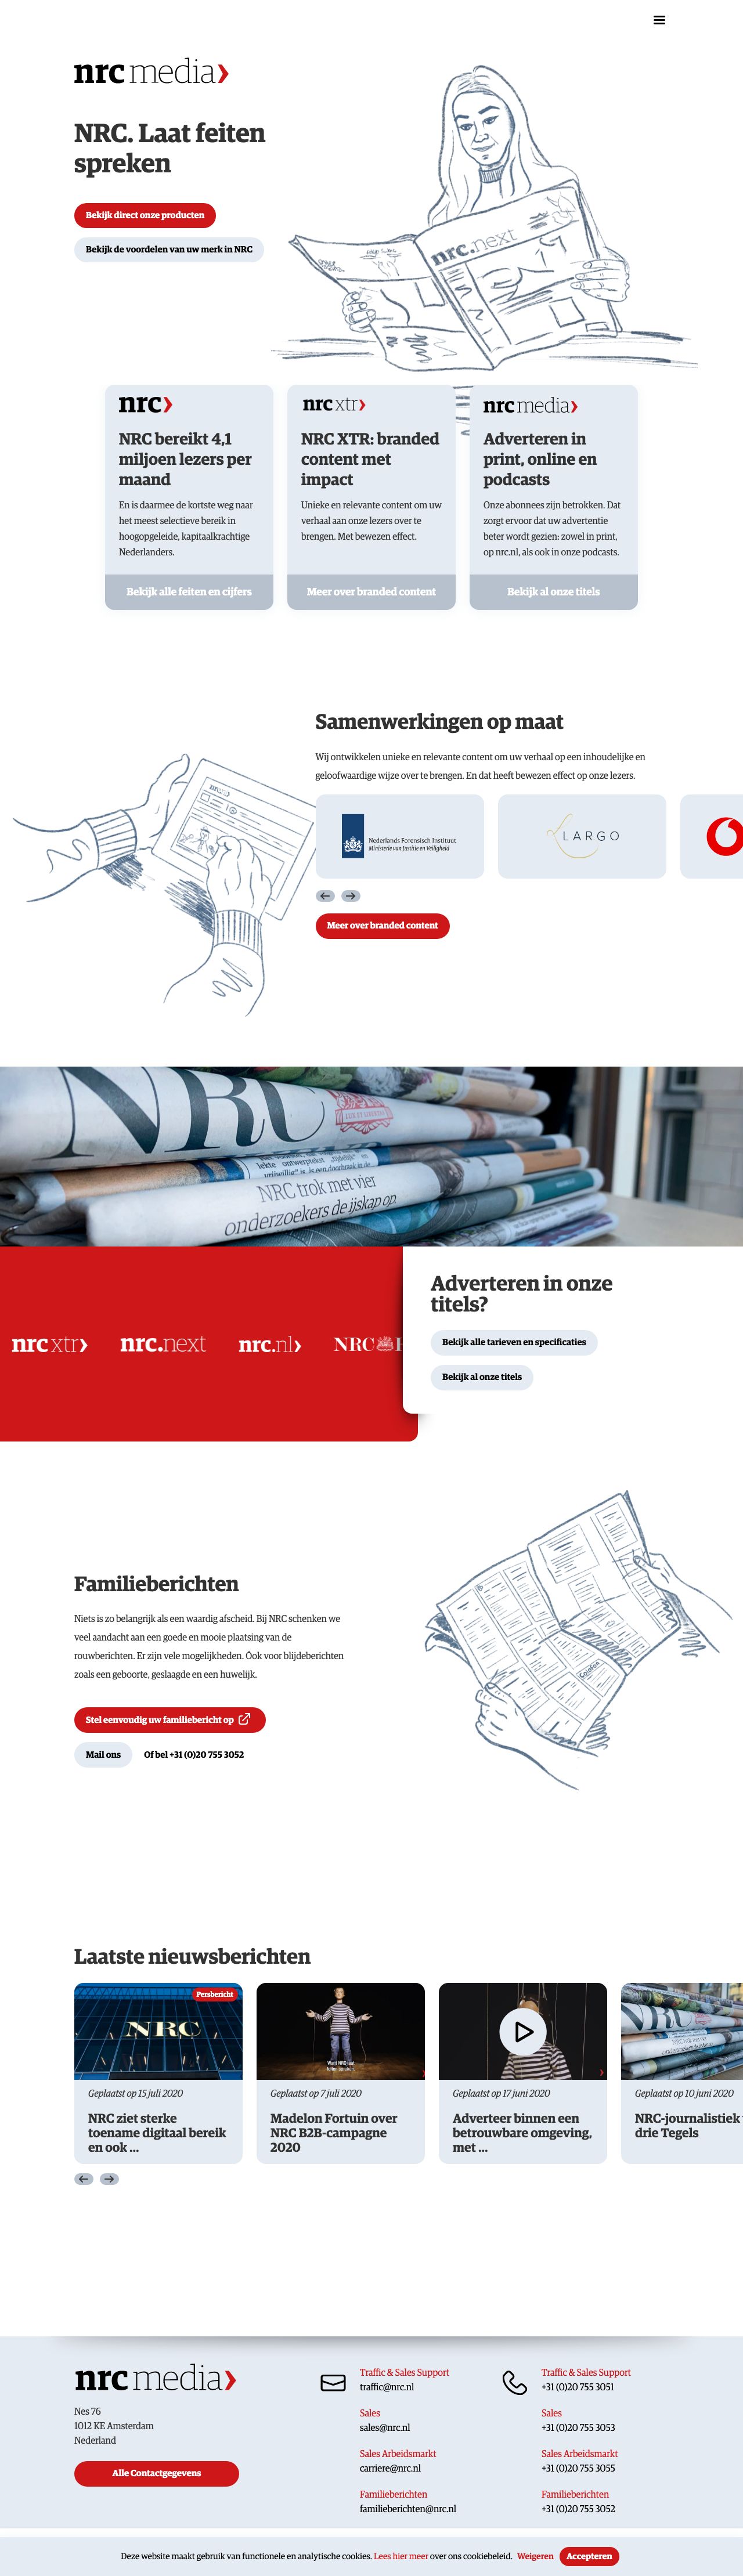 nrc media
NRC. Laat feiten
spreken
Bekijk direct onze producten
Bekijk de voordelen van uw merk in NRC
nrc.next
nrc
NRC bereikt 4,1
miljoen lezers per
maand
En is daarmee de kortste weg naar
het meest selectieve bereik in
hoogopgeleide, kapitaalkrachtige
Nederlanders.
Bekijk alle feiten en cijfers
nrc xtr
NRC XTR: branded
content met
impact
Unieke en relevante content om uw
verhaal aan onze lezers over te
brengen. Met bewezen effect.
Meer over branded content
nrc media
Adverteren in
print, online en
podcasts
Onze abonnees zijn betrokken. Dat
zorgt ervoor dat uw advertentie
beter wordt gezien: zowel in print,
op nrc.nl, als ook in onze podcasts.
Bekijk al onze titels
Samenwerkingen op maat
Wij ontwikkelen unieke en relevante content om uw verhaal op een inhoudelijke en
geloofwaardige wijze over te brengen. En dat heeft bewezen effect op onze lezers.
nrc
Nederlands Forensisch Instituut
Ministerie van Justitie en Veiligheid
LARGO
Meer over branded content
NRC
LUX ET LIBERTAS
lekte ontwerptekst
vrijwillig" is een doorbraak in de
NRC trok met vier
onderzoekers de ijskap op
nrc xtr
nrc.next
nrc.nl
NRC
Adverteren in onze
titels?
Bekijk alle tarieven en specificaties
Bekijk al onze titels
Familieberichten
Niets is zo belangrijk als een waardig afscheid. Bij NRC schenken we
veel aandacht aan een goede en mooie plaatsing van de
rouwberichten. Er zijn vele mogelijkheden. Óok voor blijdeberichten
zoals een geboorte, geslaagde en een huwelijk.
Stel eenvoudig uw familiebericht op
Mail ons
Of bel +31 (0)20 755 3052
Colofon
Laatste nieuwsberichten
Persbericht
NRC
Geplaatst op 15 juli 2020
NRC ziet sterke
toename digitaal bereik
en ook ...
Geplaatst op 7 juli 2020
Madelon Fortuin over
NRC B2B-campagne
2020
Geplaatst op 17 juni 2020
Adverteer binnen een
betrouwbare omgeving,
met ...
NRC
Geplaatst op 10 juni 2020
NRC-journalistiek
drie Tegels
nrc media
Nes 76
1012 KE Amsterdam
Nederland
Alle Contactgegevens
Traffic & Sales Support
traffic@nrc.nl
Sales
sales@nrc.nl
Sales Arbeidsmarkt
carriere@nrc.nl
Familieberichten
familieberichten@nrc.nl
Traffic & Sales Support
+31 (0)20 755 3051
Sales
+31 (0)20 755 3053
Sales Arbeidsmarkt
+31 (0)20 755 3055
Familieberichten
+31 (0)20 755 3052
Deze website maakt gebruik van functionele en analytische cookies. Lees hier meer over ons cookiebeleid. Weigeren Accepteren